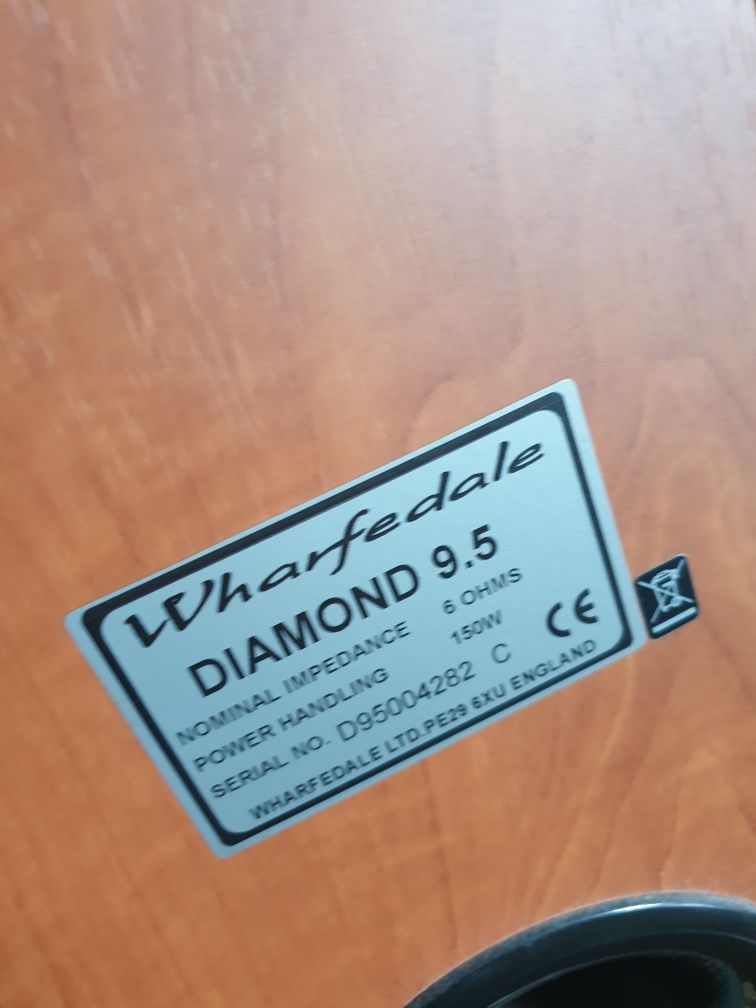 Wharfedale
DIAMOND 9.5
NOMINAL IMPEDANCE 6 OHMS
POWER HANDLING 150W
SERIAL NO. D95004282 C
WHARFEDALE LTD.PE29 6XU ENGLAND
CE